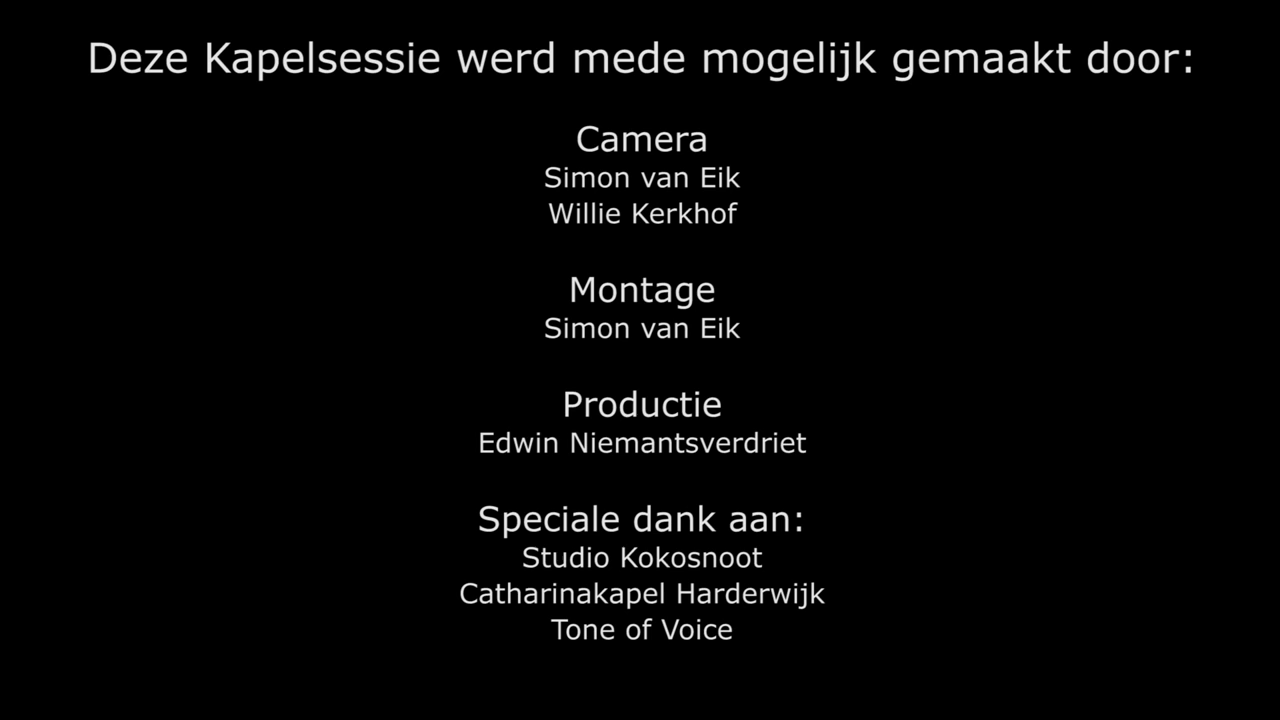 Deze Kapelsessie werd mede mogelijk gemaakt door:
Camera
Simon van Eik
Willie Kerkhof
Montage
Simon van Eik
Productie
Edwin Niemantsverdriet
Speciale dank aan:
Studio Kokosnoot
Catharinakapel Harderwijk
Tone of Voice